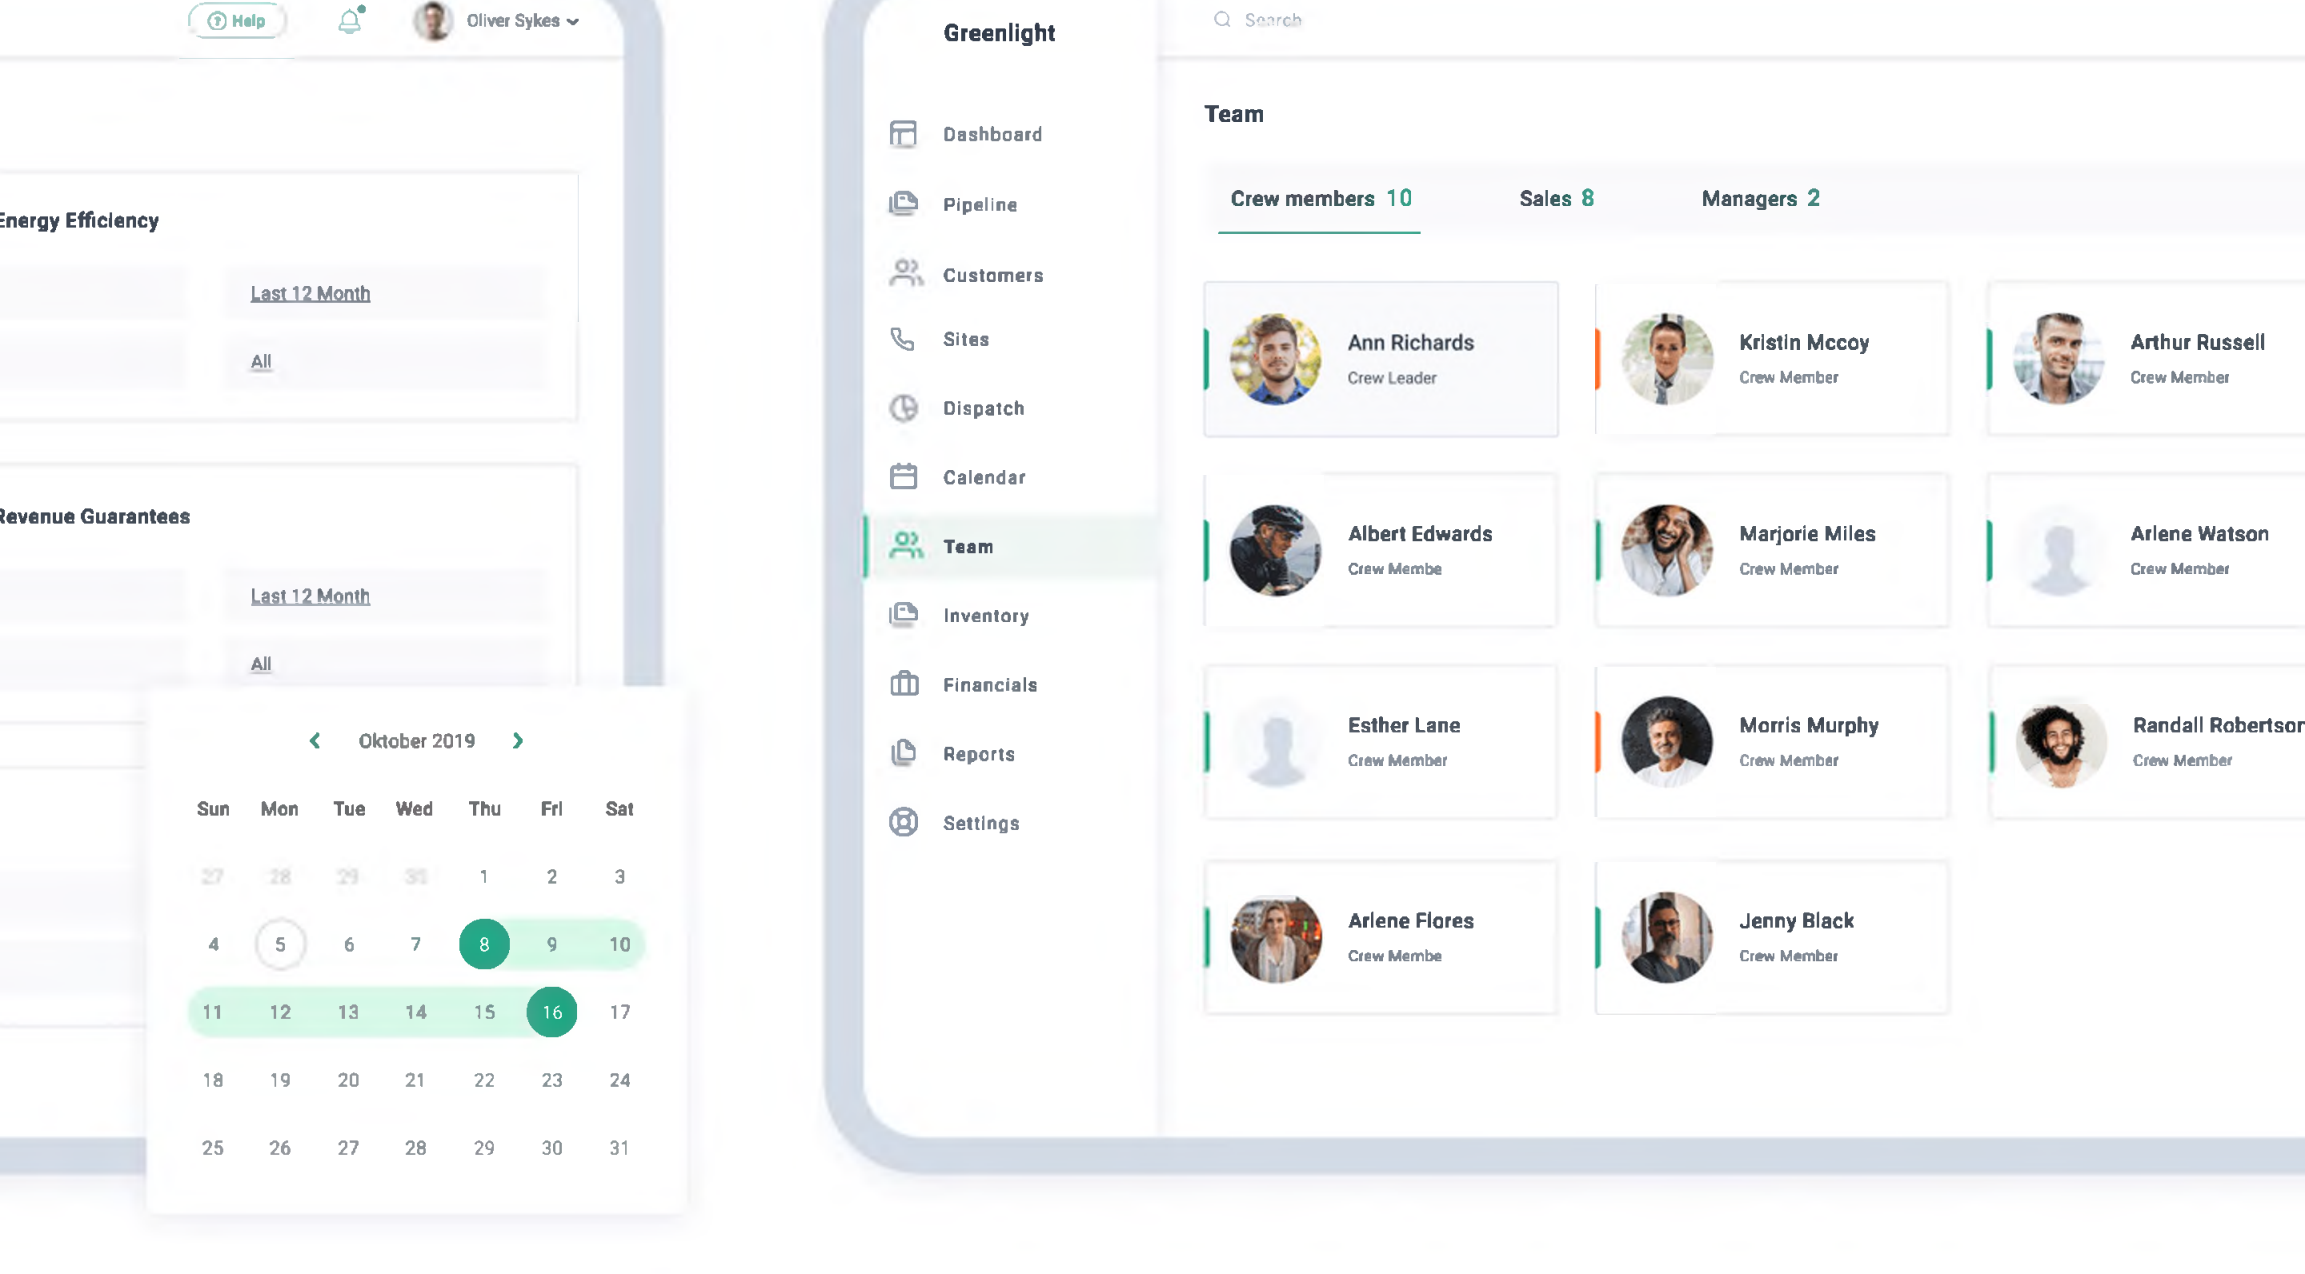 Help
Oliver Sykes
Energy Efficiency
Last 12 Month
All
Revenue Guarantees
Last 12 Month
All
Oktober 2019
Sun Mon Tue Wed Thu Fri Sat
27 28 29 1 2 3
4 5 6 7 8 9 10
11 12 13 14 15 16 17
18 19 20 21 22 23 24
25 26 27 28 29 30 31
Greenlight
Dashboard
Pipeline
Customers
Sites
Dispatch
Calendar
Team
Inventory
Financials
Reports
Settings
Search
Team
Crew members 10 Sales 8 Managers 2
Ann Richards
Crew Leader
Kristin Mccoy
Crew Member
Arthur Russell
Crew Member
Albert Edwards
Crew Membe
Marjorie Miles
Crew Member
Arlene Watson
Crew Member
Esther Lane
Crew Member
Morris Murphy
Crew Member
Randall Robertson
Crew Member
Arlene Flores
Crew Membe
Jenny Black
Crew Member